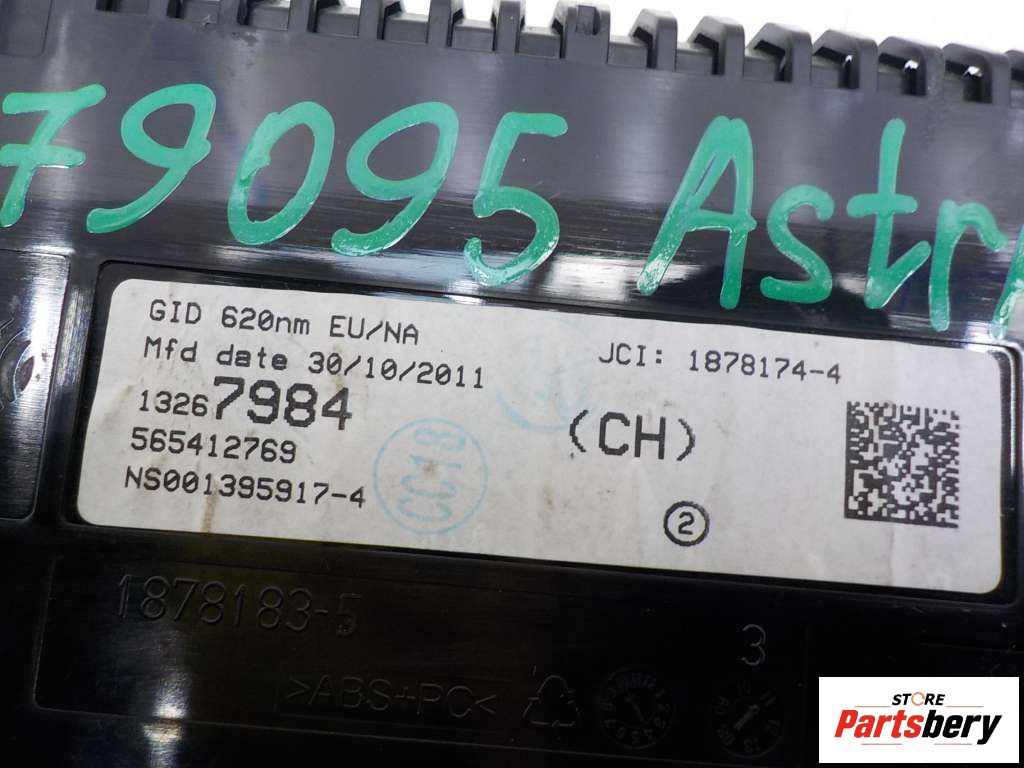 79095 Astr
GID 620nm EU/NA
Mfd date 30/10/2011
JCI: 1878174-4
13267984
(CH)
565412769
CC18
NS001395917-4
2
1878183-5
3
>ABS+PC<
STORE
Partsbery